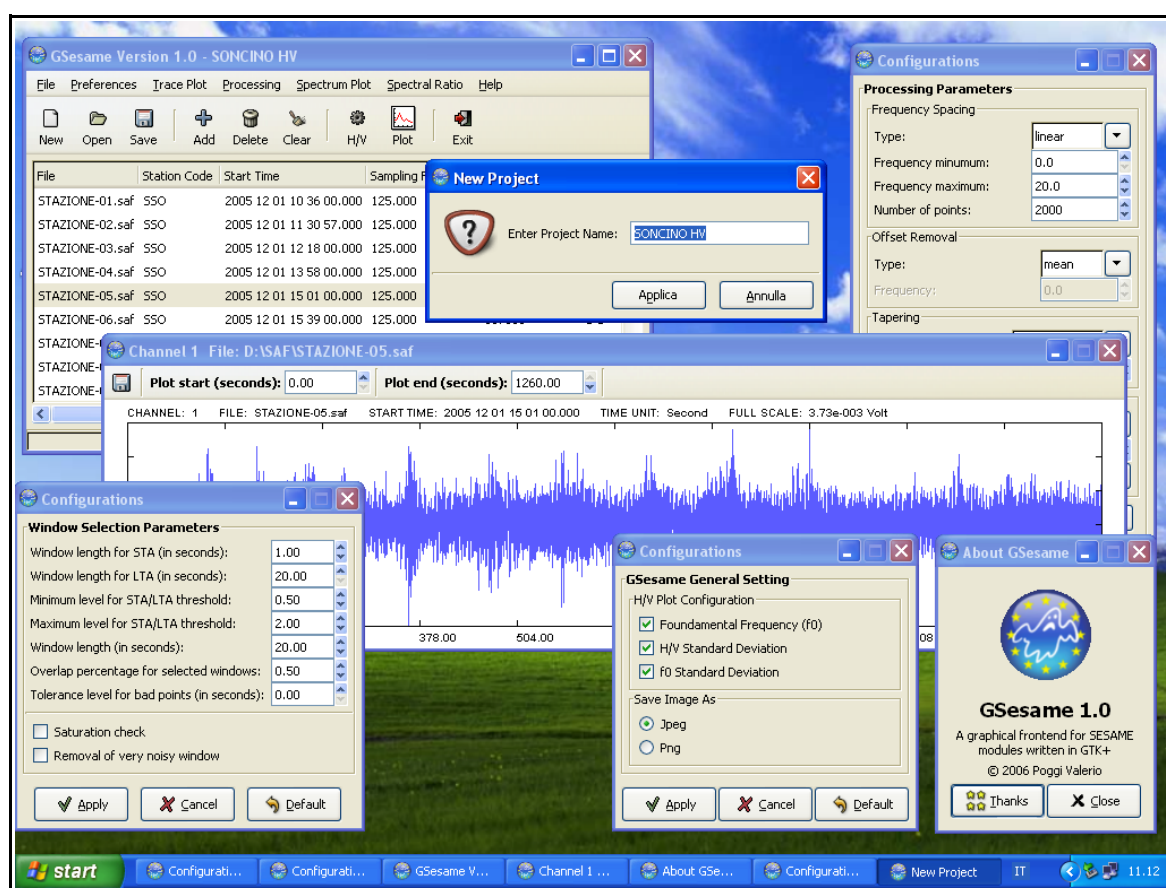 GSesame Version 1.0 - SONCINO HV
File Preferences Trace Plot Processing Spectrum Plot Spectral Ratio Help
New Open Save Add Delete Clear H/V Plot Exit
File Station Code Start Time Sampling F
STAZIONE-01.saf SSO 2005 12 01 10 36 00.000 125.000
STAZIONE-02.saf SSO 2005 12 01 11 30 57.000 125.000
STAZIONE-03.saf SSO 2005 12 01 12 18 00.000 125.000
STAZIONE-04.saf SSO 2005 12 01 13 58 00.000 125.000
STAZIONE-05.saf SSO 2005 12 01 15 01 00.000 125.000
STAZIONE-06.saf SSO 2005 12 01 15 39 00.000 125.000
STAZIONE-
STAZIONE-
STAZIONE-
New Project
Enter Project Name: SONCINO HV
Applica Annulla
Configurations
Processing Parameters
Frequency Spacing
Type: linear
Frequency minumum: 0.0
Frequency maximum: 20.0
Number of points: 2000
Offset Removal
Type: mean
Frequency: 0.0
Tapering
Channel 1 File: D:\SAF\STAZIONE-05.saf
Plot start (seconds): 0.00 Plot end (seconds): 1260.00
CHANNEL: 1 FILE: STAZIONE-05.saf START TIME: 2005 12 01 15 01 00.000 TIME UNIT: Second FULL SCALE: 3.73e-003 Volt
378.00 504.00 08
Configurations
Window Selection Parameters
Window length for STA (in seconds): 1.00
Window length for LTA (in seconds): 20.00
Minimum level for STA/LTA threshold: 0.50
Maximum level for STA/LTA threshold: 2.00
Window length (in seconds): 20.00
Overlap percentage for selected windows: 0.50
Tolerance level for bad points (in seconds): 0.00
Saturation check
Removal of very noisy window
Apply Cancel Default
Configurations
GSesame General Setting
H/V Plot Configuration
Foundamental Frequency (f0)
H/V Standard Deviation
f0 Standard Deviation
Save Image As
Jpeg
Png
Apply Cancel Default
About GSesame
GSesame 1.0
A graphical frontend for SESAME
modules written in GTK+
© 2006 Poggi Valerio
Thanks Close
start Configurati... Configurati... GSesame V... Channel 1 ... About GSe... Configurati... New Project IT 11.12